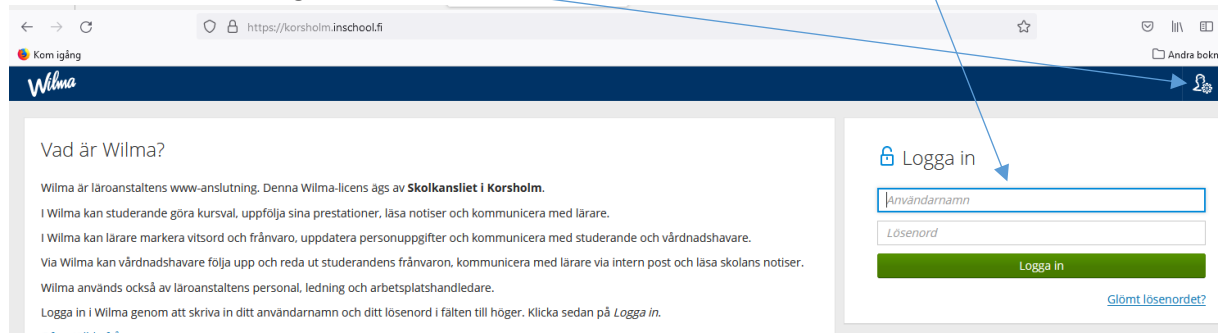 https://korsholm.inschool.fi
Kom igång
Andra bokm
Wilma
Vad är Wilma?
Wilma är läroanstaltens www-anslutning. Denna Wilma-licens ägs av Skolkansliet i Korsholm.
I Wilma kan studerande göra kursval, uppfölja sina prestationer, läsa notiser och kommunicera med lärare.
I Wilma kan lärare markera vitsord och frånvaro, uppdatera personuppgifter och kommunicera med studerande och vårdnadshavare.
Via Wilma kan vårdnadshavare följa upp och reda ut studerandens frånvaron, kommunicera med lärare via intern post och läsa skolans notiser.
Wilma används också av läroanstaltens personal, ledning och arbetsplatshandledare.
Logga in i Wilma genom att skriva in ditt användarnamn och ditt lösenord i fälten till höger. Klicka sedan på Logga in.
Logga in
Användarnamn
Lösenord
Logga in
Glömt lösenordet?